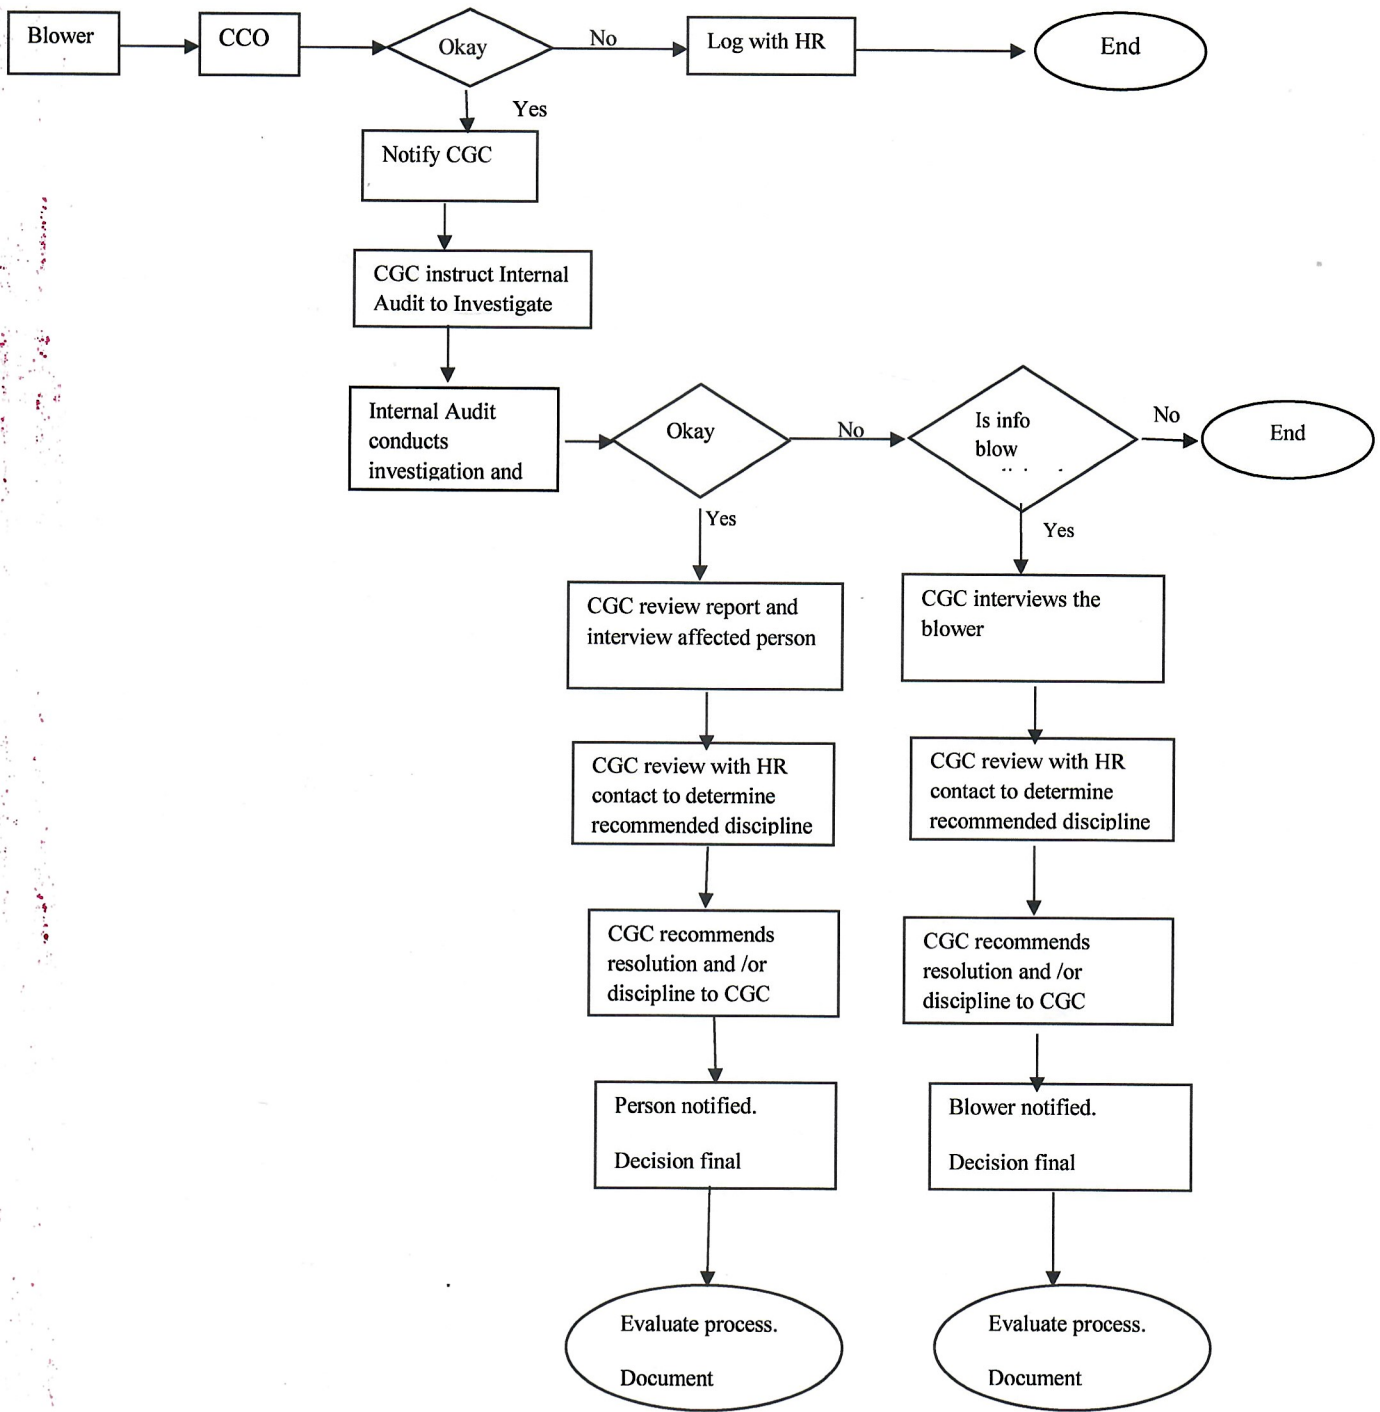 Blower
CCO
Okay
No
Log with HR
End
Yes
Notify CGC
CGC instruct Internal
Audit to Investigate
Internal Audit
conducts
investigation and
Okay
No
Is info
blow
No
End
Yes
CGC review report and
interview affected person
CGC review with HR
contact to determine
recommended discipline
CGC recommends
resolution and /or
discipline to CGC
Person notified.
Decision final
Evaluate process.
Document
Yes
CGC interviews the
blower
CGC review with HR
contact to determine
recommended discipline
CGC recommends
resolution and /or
discipline to CGC
Blower notified.
Decision final
Evaluate process.
Document